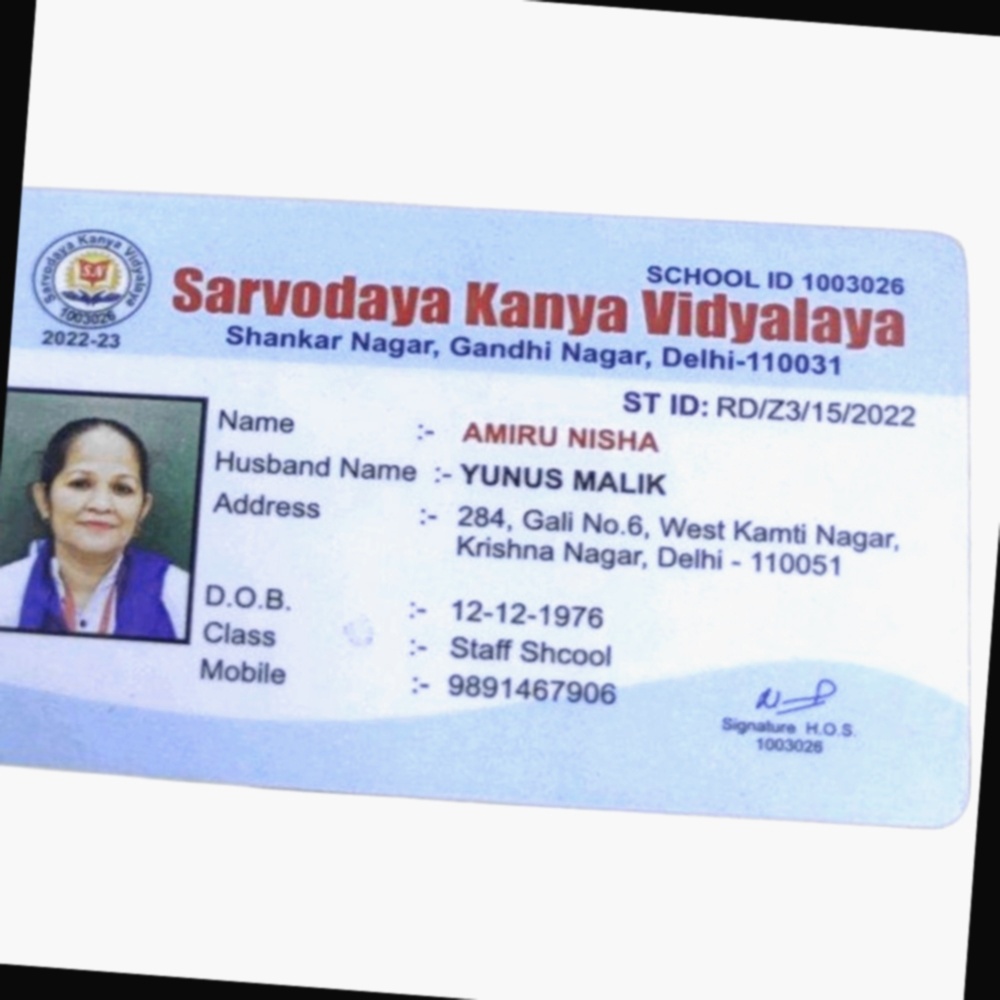 Sarvodaya Kanya Vidyalaya
S.N
1003026
2022-23
SCHOOL ID 1003026
Sarvodaya Kanya Vidyalaya
Shankar Nagar, Gandhi Nagar, Delhi-110031
ST ID: RD/Z3/15/2022
Name :- AMIRU NISHA
Husband Name :- YUNUS MALIK
Address :- 284, Gali No.6, West Kamti Nagar,
Krishna Nagar, Delhi - 110051
D.O.B. :- 12-12-1976
Class :- Staff Shcool
Mobile :- 9891467906
Signature H.O.S.
1003026